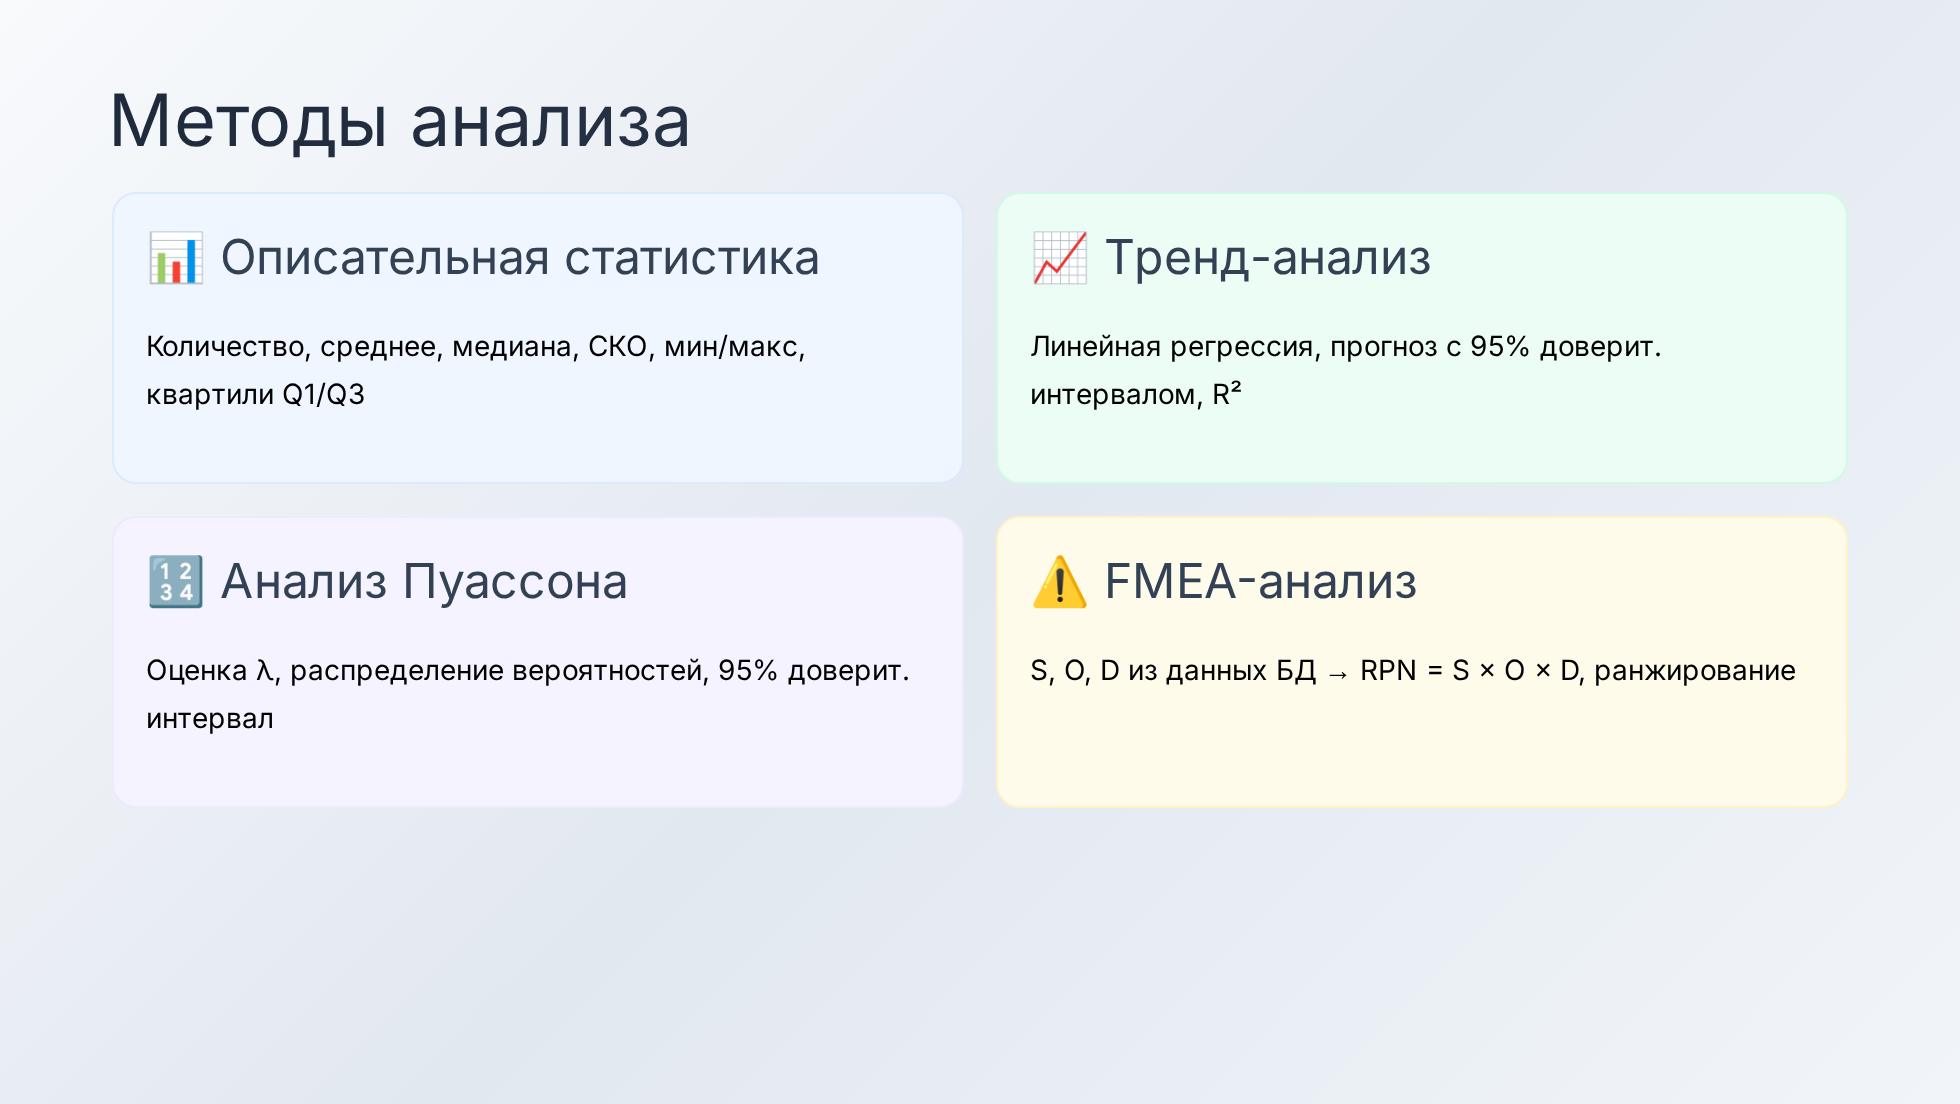 Методы анализа
📊 Описательная статистика
Количество, среднее, медиана, СКО, мин/макс,
квартили Q1/Q3
📈 Тренд-анализ
Линейная регрессия, прогноз с 95% доверит.
интервалом, R²
🔢 Анализ Пуассона
Оценка λ, распределение вероятностей, 95% доверит.
интервал
⚠️ FMEA-анализ
S, O, D из данных БД → RPN = S × O × D, ранжирование